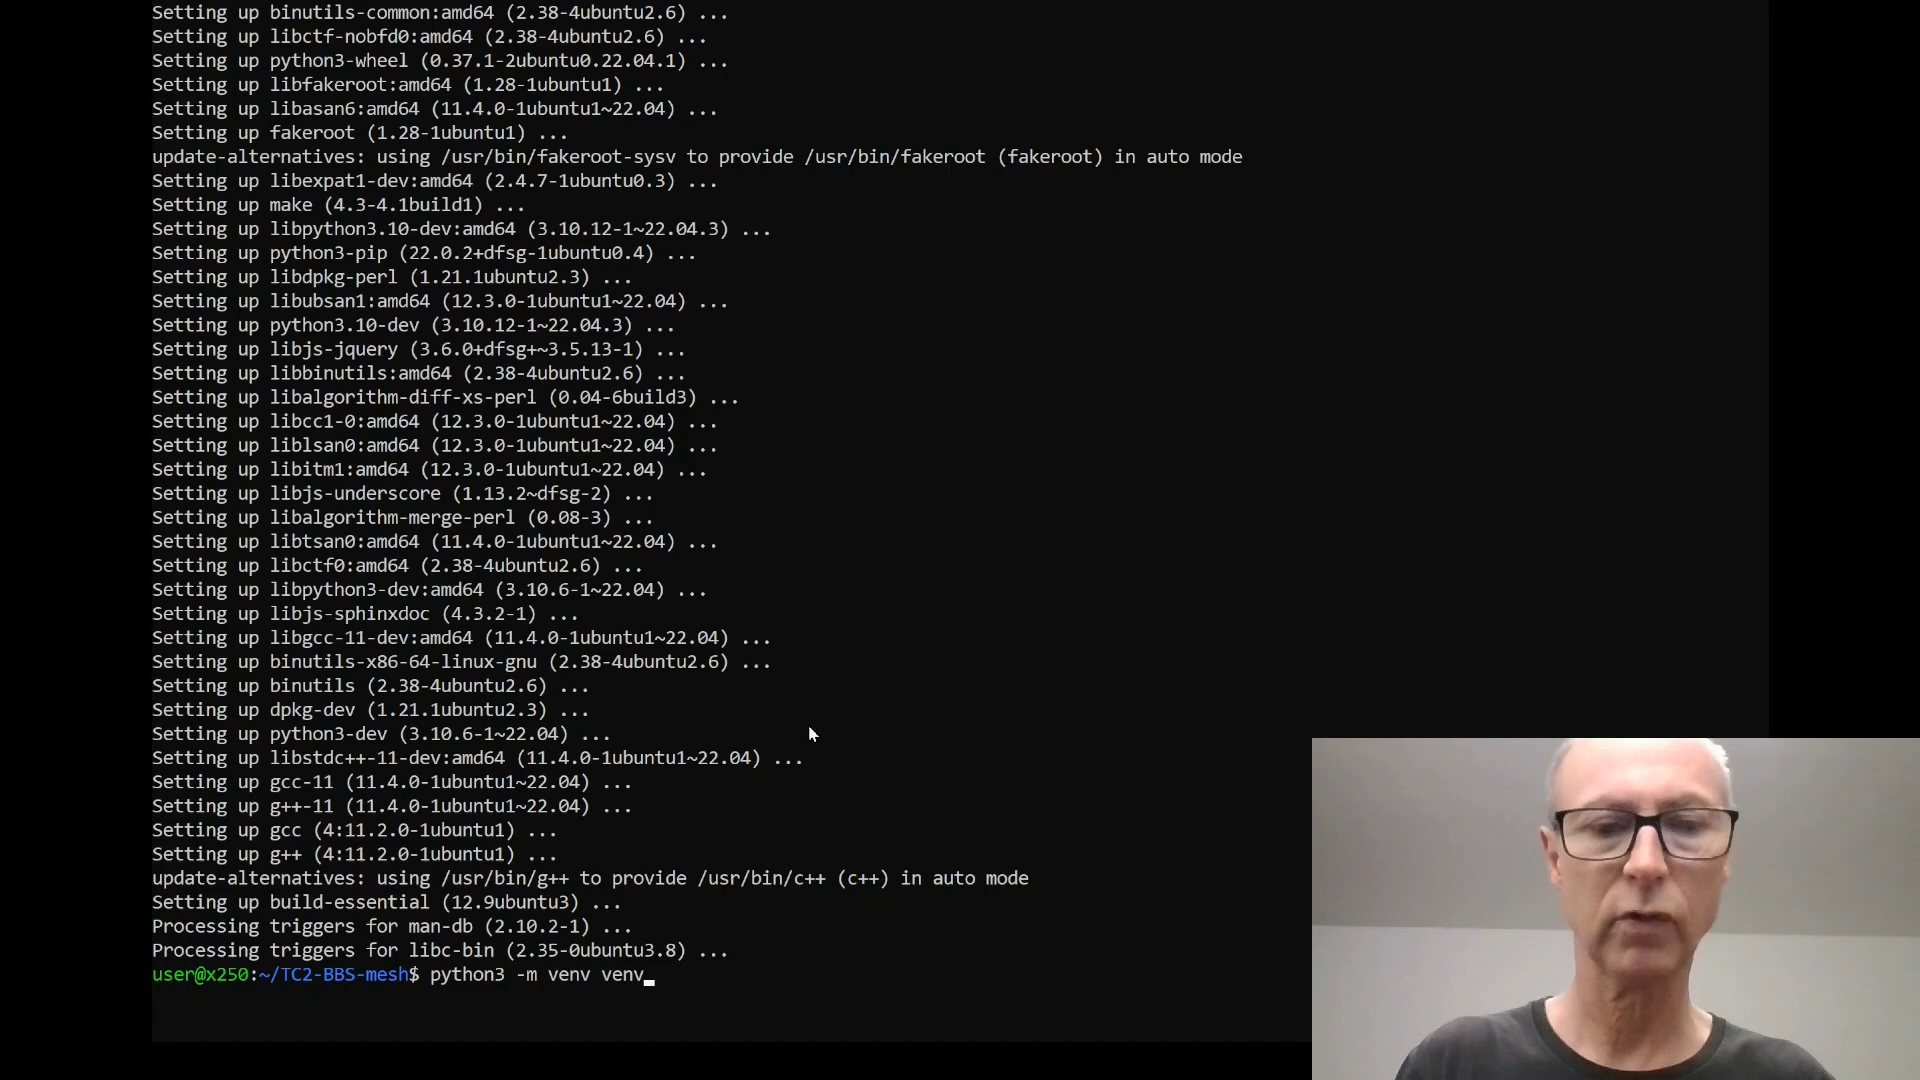 Setting up binutils-common:amd64 (2.38-4ubuntu2.6) ...
Setting up libctf-nobfd0:amd64 (2.38-4ubuntu2.6) ...
Setting up python3-wheel (0.37.1-2ubuntu0.22.04.1) ...
Setting up libfakeroot:amd64 (1.28-1ubuntu1) ...
Setting up libasan6:amd64 (11.4.0-1ubuntu1~22.04) ...
Setting up fakeroot (1.28-1ubuntu1) ...
update-alternatives: using /usr/bin/fakeroot-sysv to provide /usr/bin/fakeroot (fakeroot) in auto mode
Setting up libexpat1-dev:amd64 (2.4.7-1ubuntu0.3) ...
Setting up make (4.3-4.1build1) ...
Setting up libpython3.10-dev:amd64 (3.10.12-1~22.04.3) ...
Setting up python3-pip (22.0.2+dfsg-1ubuntu0.4) ...
Setting up libdpkg-perl (1.21.1ubuntu2.3) ...
Setting up libubsan1:amd64 (12.3.0-1ubuntu1~22.04) ...
Setting up python3.10-dev (3.10.12-1~22.04.3) ...
Setting up libjs-jquery (3.6.0+dfsg+~3.5.13-1) ...
Setting up libbinutils:amd64 (2.38-4ubuntu2.6) ...
Setting up libalgorithm-diff-xs-perl (0.04-6build3) ...
Setting up libcc1-0:amd64 (12.3.0-1ubuntu1~22.04) ...
Setting up liblsan0:amd64 (12.3.0-1ubuntu1~22.04) ...
Setting up libitm1:amd64 (12.3.0-1ubuntu1~22.04) ...
Setting up libjs-underscore (1.13.2~dfsg-2) ...
Setting up libalgorithm-merge-perl (0.08-3) ...
Setting up libtsan0:amd64 (11.4.0-1ubuntu1~22.04) ...
Setting up libctf0:amd64 (2.38-4ubuntu2.6) ...
Setting up libpython3-dev:amd64 (3.10.6-1~22.04) ...
Setting up libjs-sphinxdoc (4.3.2-1) ...
Setting up libgcc-11-dev:amd64 (11.4.0-1ubuntu1~22.04) ...
Setting up binutils-x86-64-linux-gnu (2.38-4ubuntu2.6) ...
Setting up binutils (2.38-4ubuntu2.6) ...
Setting up dpkg-dev (1.21.1ubuntu2.3) ...
Setting up python3-dev (3.10.6-1~22.04) ...
Setting up libstdc++-11-dev:amd64 (11.4.0-1ubuntu1~22.04) ...
Setting up gcc-11 (11.4.0-1ubuntu1~22.04) ...
Setting up g++-11 (11.4.0-1ubuntu1~22.04) ...
Setting up gcc (4:11.2.0-1ubuntu1) ...
Setting up g++ (4:11.2.0-1ubuntu1) ...
update-alternatives: using /usr/bin/g++ to provide /usr/bin/c++ (c++) in auto mode
Setting up build-essential (12.9ubuntu3) ...
Processing triggers for man-db (2.10.2-1) ...
Processing triggers for libc-bin (2.35-0ubuntu3.8) ...
user@x250:~/TC2-BBS-mesh$ python3 -m venv venv